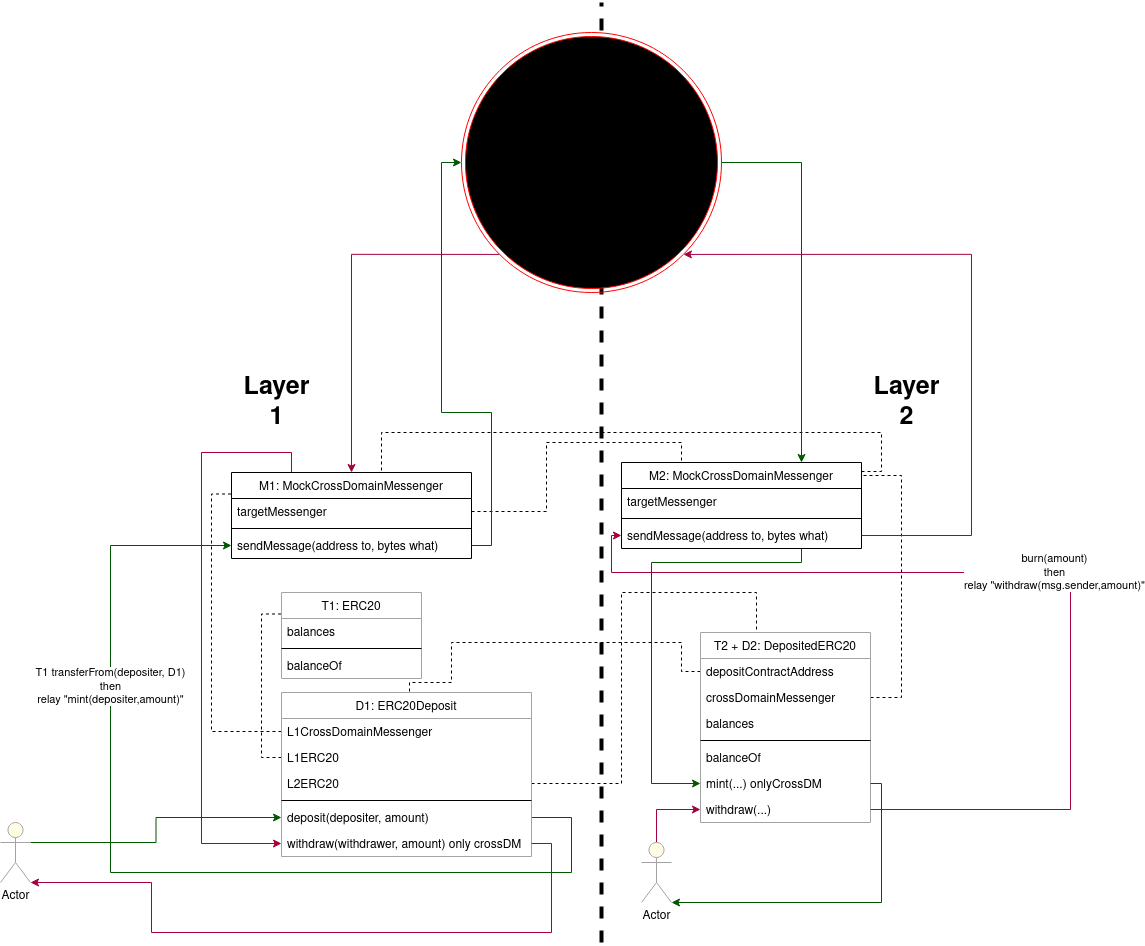 Layer
1
Layer
2
M1: MockCrossDomainMessenger
targetMessenger
sendMessage(address to, bytes what)
M2: MockCrossDomainMessenger
targetMessenger
sendMessage(address to, bytes what)
burn(amount)
then
relay "withdraw(msg.sender,amount)"
T1: ERC20
balances
balanceOf
T1 transferFrom(depositer, D1)
then
relay "mint(depositer,amount)"
D1: ERC20Deposit
L1CrossDomainMessenger
L1ERC20
L2ERC20
deposit(depositer, amount)
withdraw(withdrawer, amount) only crossDM
T2 + D2: DepositedERC20
depositContractAddress
crossDomainMessenger
balances
balanceOf
mint(...) onlyCrossDM
withdraw(...)
Actor
Actor